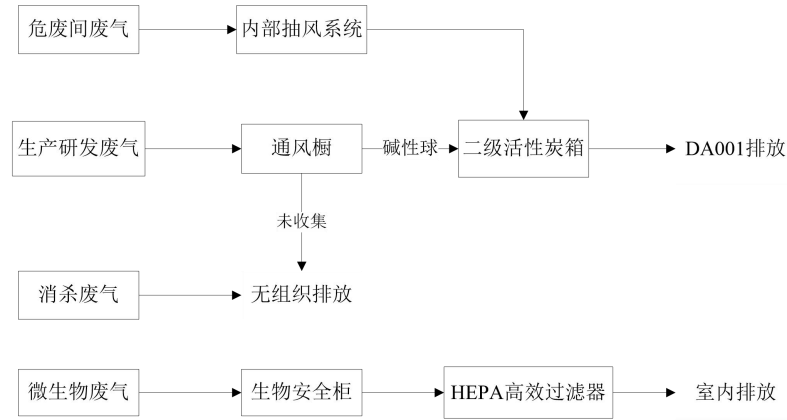 危废间废气
内部抽风系统
生产研发废气
通风橱
碱性球
二级活性炭箱
DA001排放
未收集
消杀废气
无组织排放
微生物废气
生物安全柜
HEPA高效过滤器
室内排放